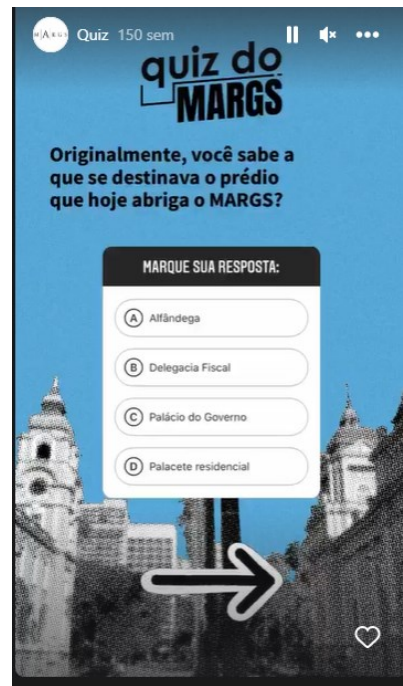 MARGS Quiz 150 sem
quiz do
MARGS
Originalmente, você sabe a
que se destinava o prédio
que hoje abriga o MARGS?
MARQUE SUA RESPOSTA:
A Alfândega
B Delegacia Fiscal
C Palácio do Governo
D Palacete residencial